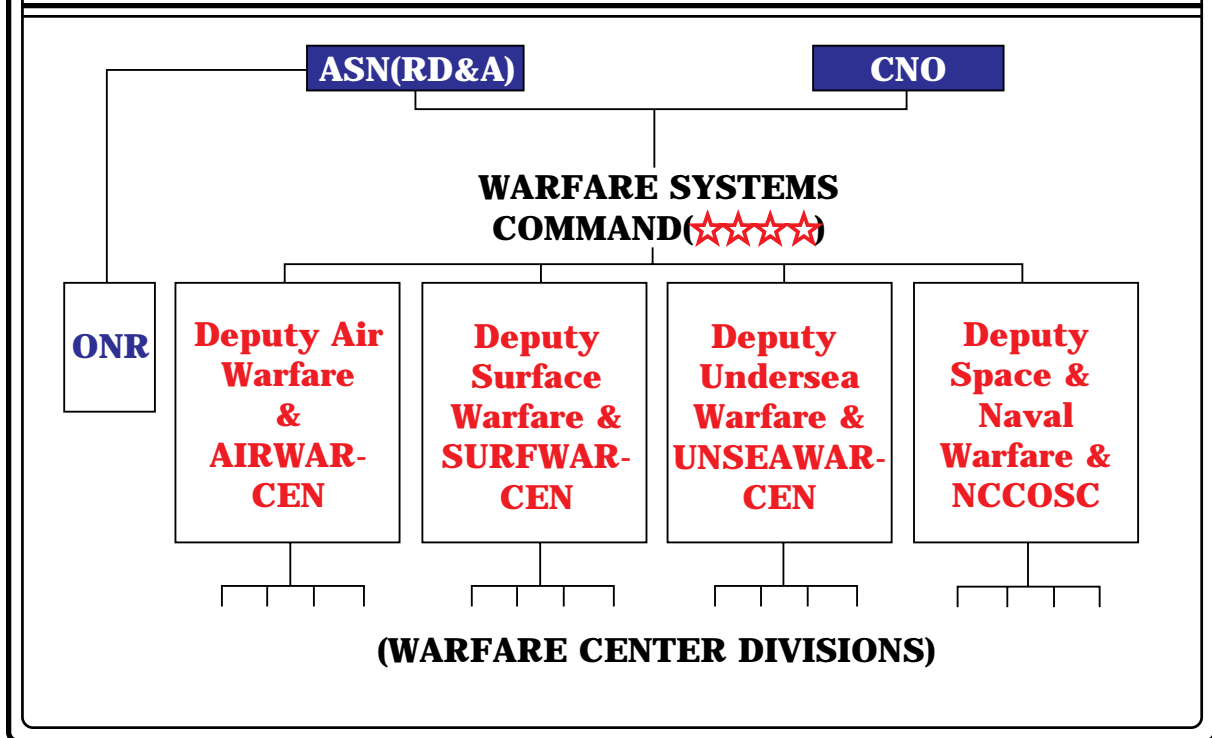 ASN(RD&A)
CNO
WARFARE SYSTEMS
COMMAND(☆☆☆☆)
ONR
Deputy Air
Warfare
&
AIRWAR-
CEN
Deputy
Surface
Warfare &
SURFWAR-
CEN
Deputy
Undersea
Warfare &
UNSEAWAR-
CEN
Deputy
Space &
Naval
Warfare &
NCCOSC
(WARFARE CENTER DIVISIONS)